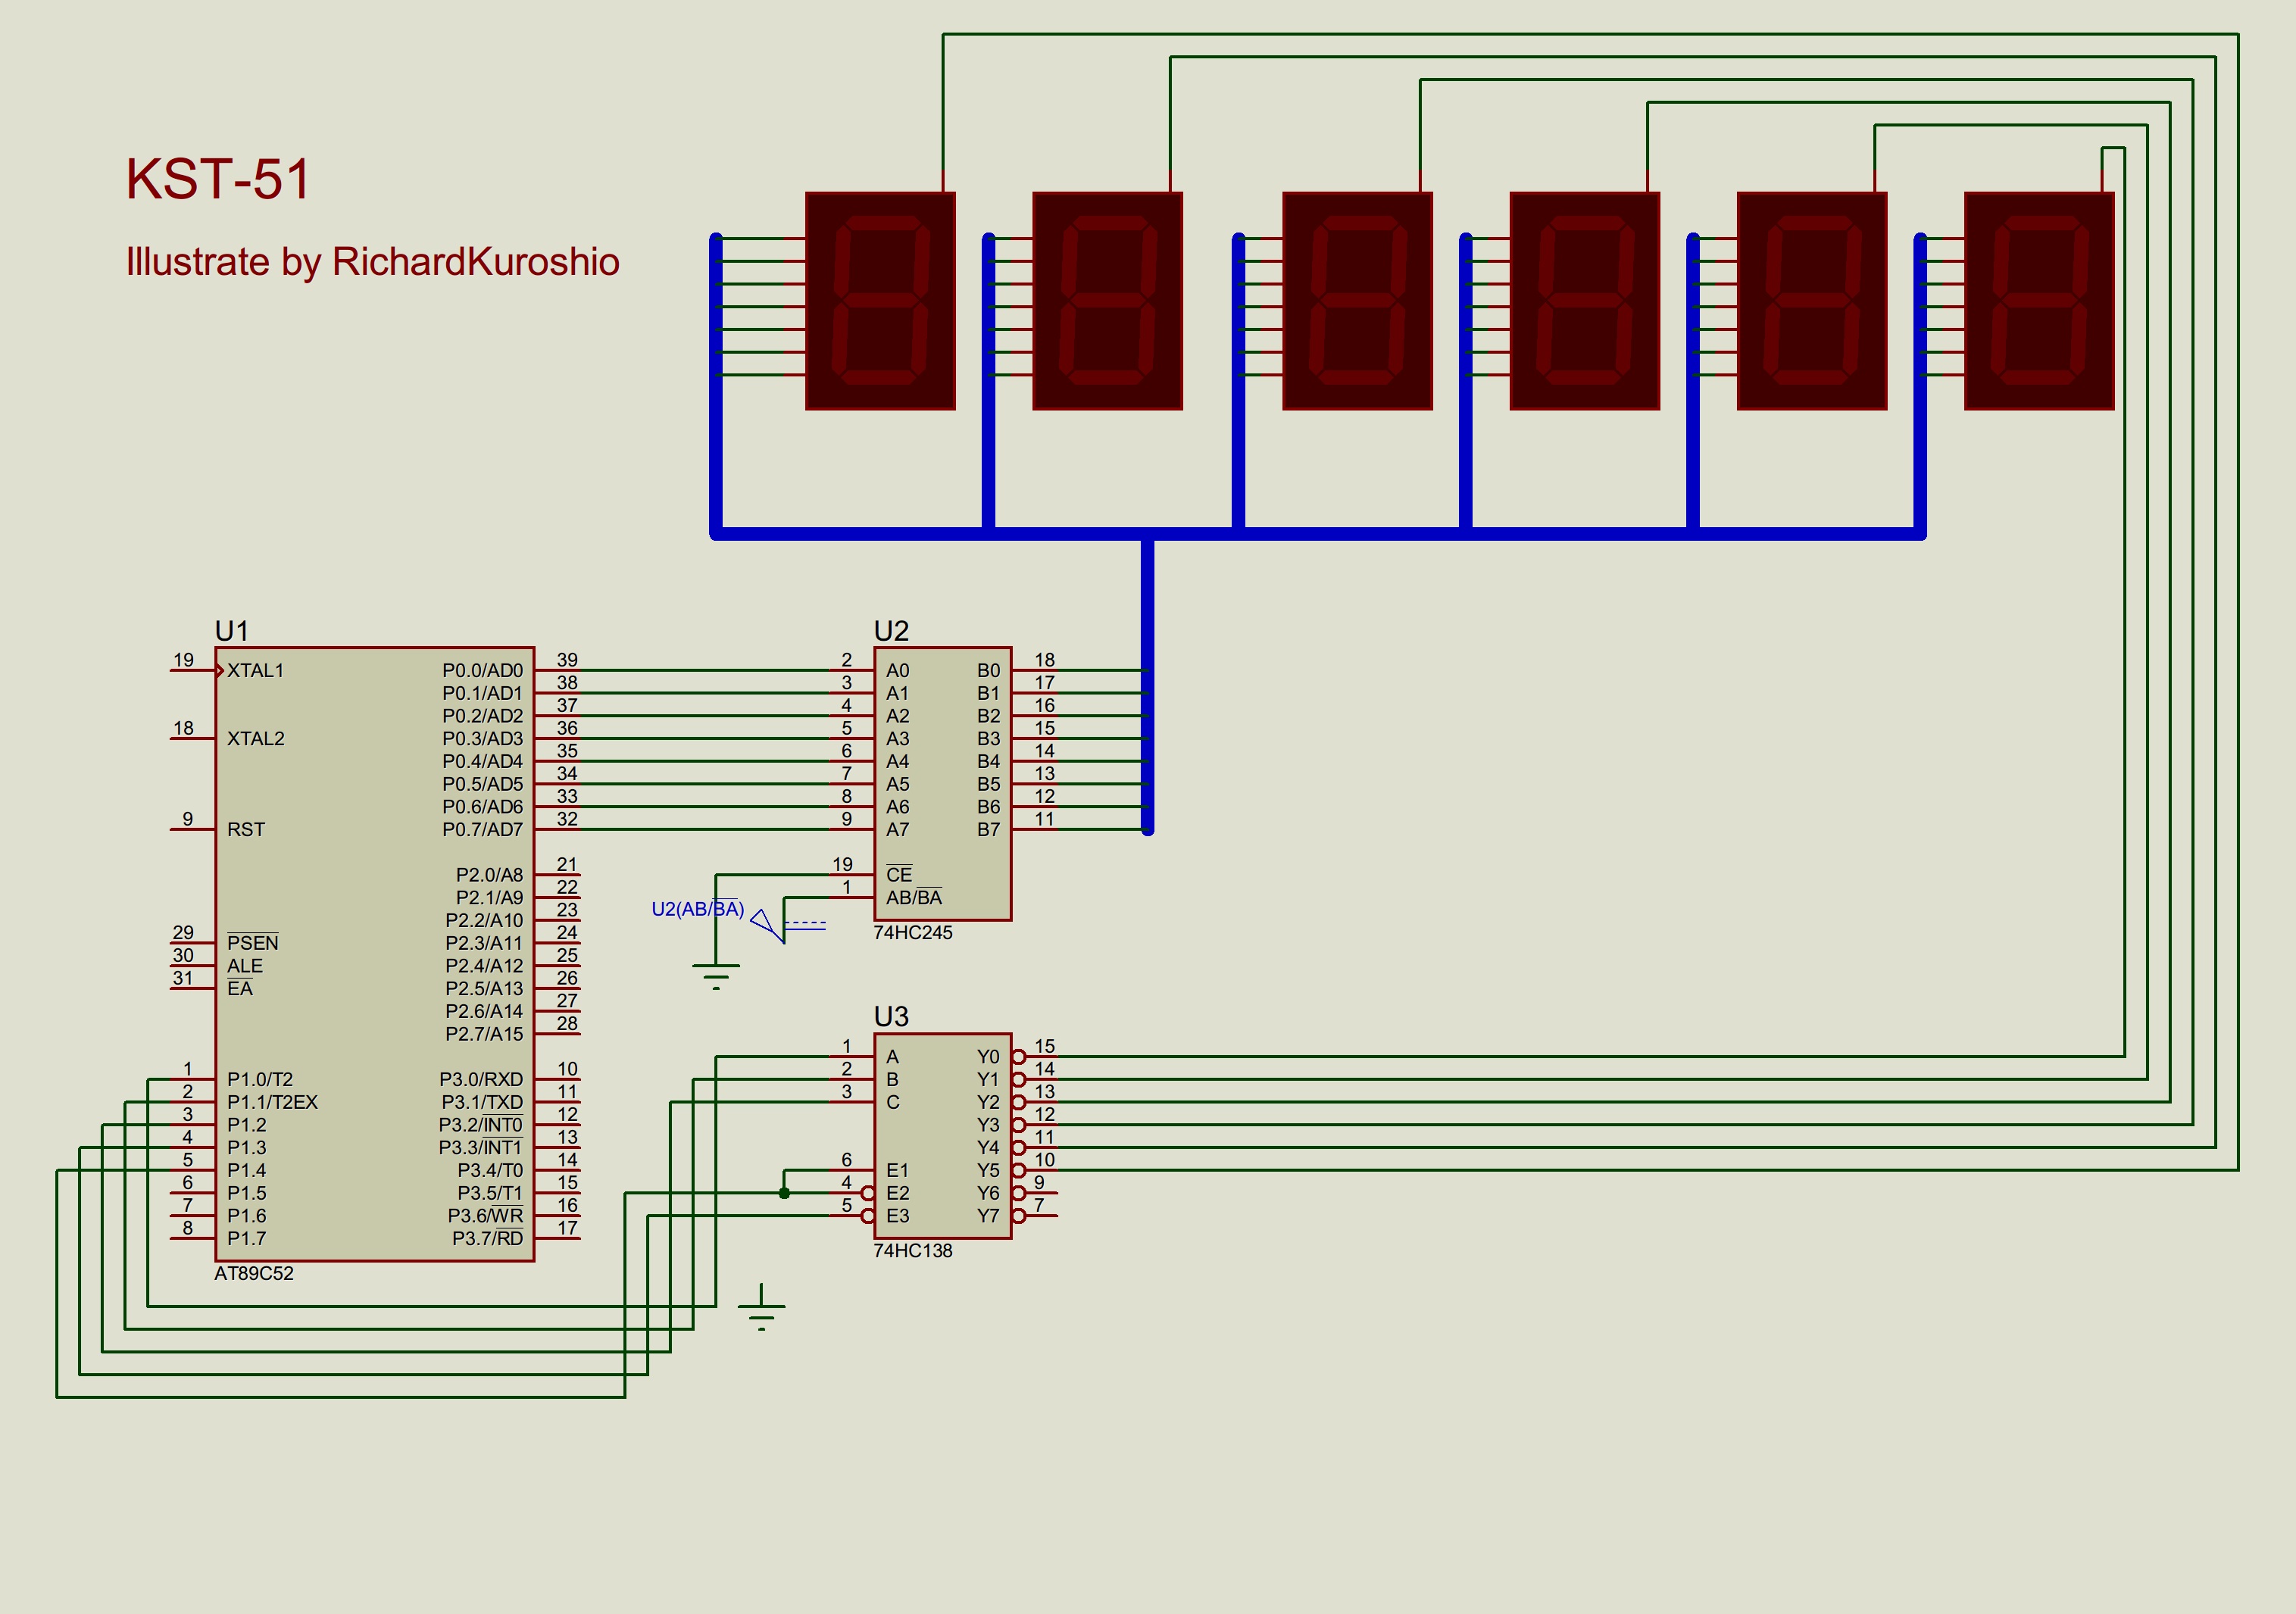 KST-51
Illustrate by RichardKuroshio
U1
19 XTAL1
18 XTAL2
9 RST
29 PSEN
30 ALE
31 EA
1 P1.0/T2
2 P1.1/T2EX
3 P1.2
4 P1.3
5 P1.4
6 P1.5
7 P1.6
8 P1.7
P0.0/AD0 39
P0.1/AD1 38
P0.2/AD2 37
P0.3/AD3 36
P0.4/AD4 35
P0.5/AD5 34
P0.6/AD6 33
P0.7/AD7 32
P2.0/A8 21
P2.1/A9 22
P2.2/A10 23
P2.3/A11 24
P2.4/A12 25
P2.5/A13 26
P2.6/A14 27
P2.7/A15 28
P3.0/RXD 10
P3.1/TXD 11
P3.2/INT0 12
P3.3/INT1 13
P3.4/T0 14
P3.5/T1 15
P3.6/WR 16
P3.7/RD 17
AT89C52
U2
2 A0 B0 18
3 A1 B1 17
4 A2 B2 16
5 A3 B3 15
6 A4 B4 14
7 A5 B5 13
8 A6 B6 12
9 A7 B7 11
19 CE
1 AB/BA
U2(AB/BA)
74HC245
U3
1 A Y0 15
2 B Y1 14
3 C Y2 13
Y3 12
Y4 11
6 E1 Y5 10
4 E2 Y6 9
5 E3 Y7 7
74HC138